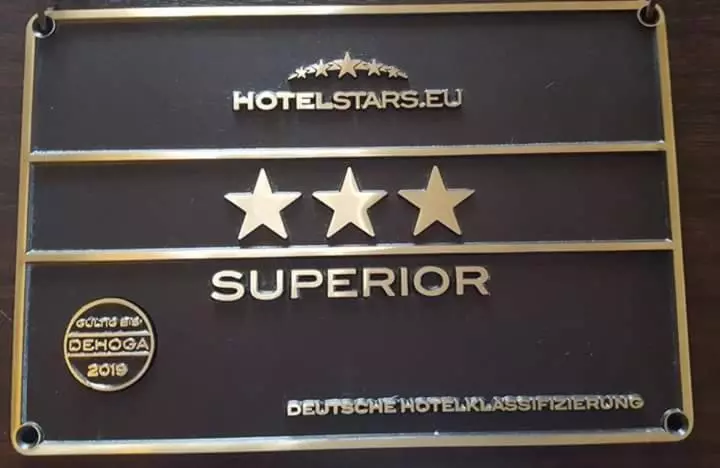 HOTELSTARS.EU
SUPERIOR
GÜLTIG BIS
DEHOGA
2019
DEUTSCHE HOTELKLASSIFIZIERUNG